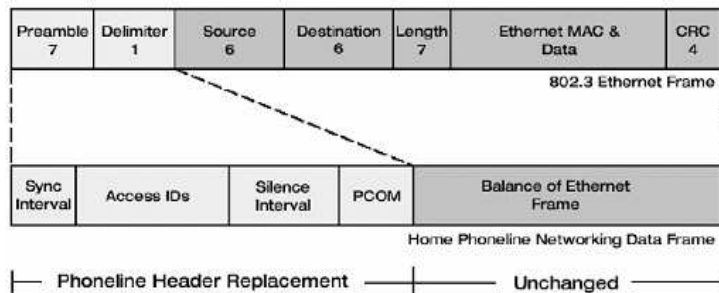 Preamble 7
Delimiter 1
Source 6
Destination 6
Length 7
Ethernet MAC & Data
CRC 4
802.3 Ethernet Frame
Sync Interval
Access IDs
Silence Interval
PCOM
Balance of Ethernet Frame
Home Phoneline Networking Data Frame
Phoneline Header Replacement
Unchanged